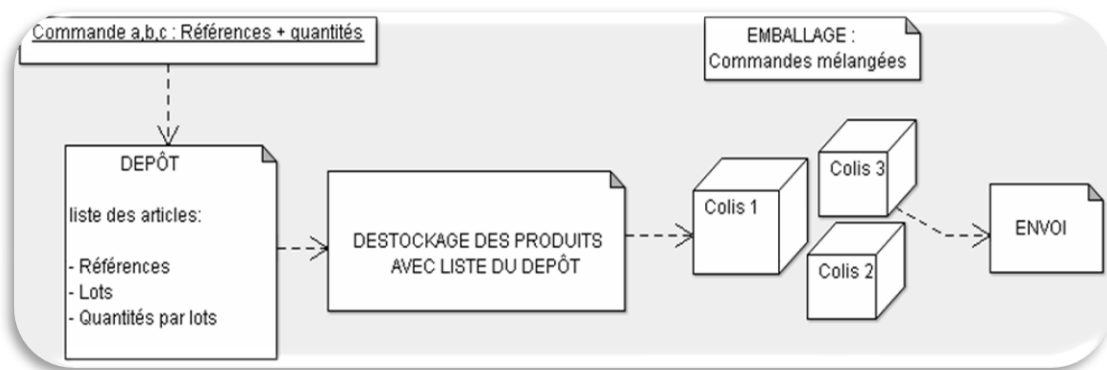 Commande a,b,c : Références + quantités
EMBALLAGE :
Commandes mélangées
DEPÔT
liste des articles:
- Références
- Lots
- Quantités par lots
DESTOCKAGE DES PRODUITS
AVEC LISTE DU DEPÔT
Colis 1
Colis 3
Colis 2
ENVOI